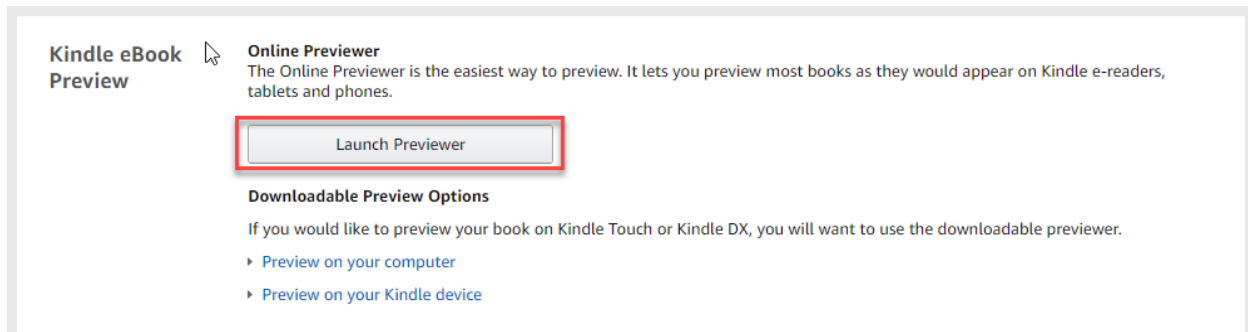 Kindle eBook
Preview
Online Previewer
The Online Previewer is the easiest way to preview. It lets you preview most books as they would appear on Kindle e-readers,
tablets and phones.
Launch Previewer
Downloadable Preview Options
If you would like to preview your book on Kindle Touch or Kindle DX, you will want to use the downloadable previewer.
Preview on your computer
Preview on your Kindle device